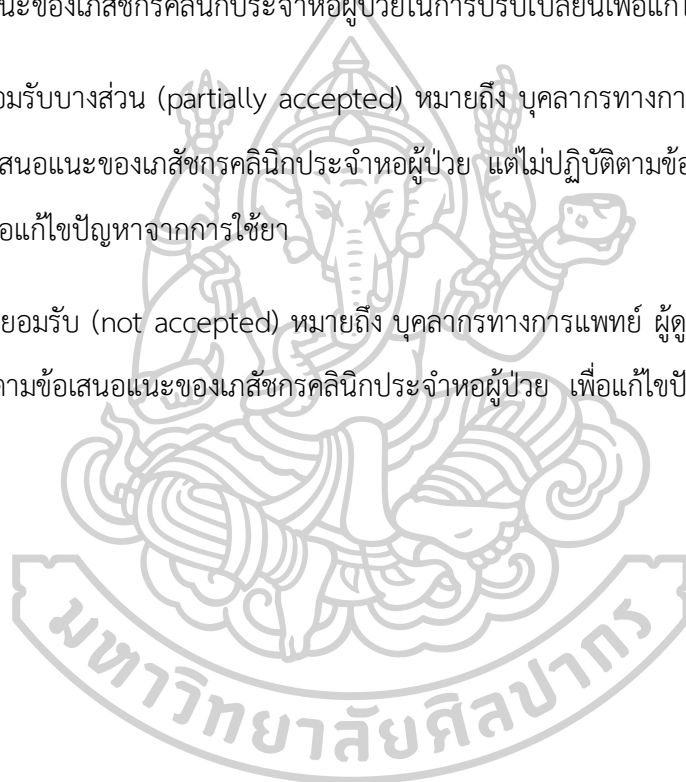 นะของเภสัชกรคลินิกประจำหอผู้ป่วยในการปรับเปลี่ยนเพื่อแก้ไ
อมรับบางส่วน (partially accepted) หมายถึง บุคลากรทางกา
เสนอแนะของเภสัชกรคลินิกประจำหอผู้ป่วย แต่ไม่ปฏิบัติตามข้อ
อแก้ไขปัญหาจากการใช้ยา
ยอมรับ (not accepted) หมายถึง บุคลากรทางการแพทย์ ผู้ดู
ตามข้อเสนอแนะของเภสัชกรคลินิกประจำหอผู้ป่วย เพื่อแก้ไขปั
มหาวิทยาลัยศิลปากร